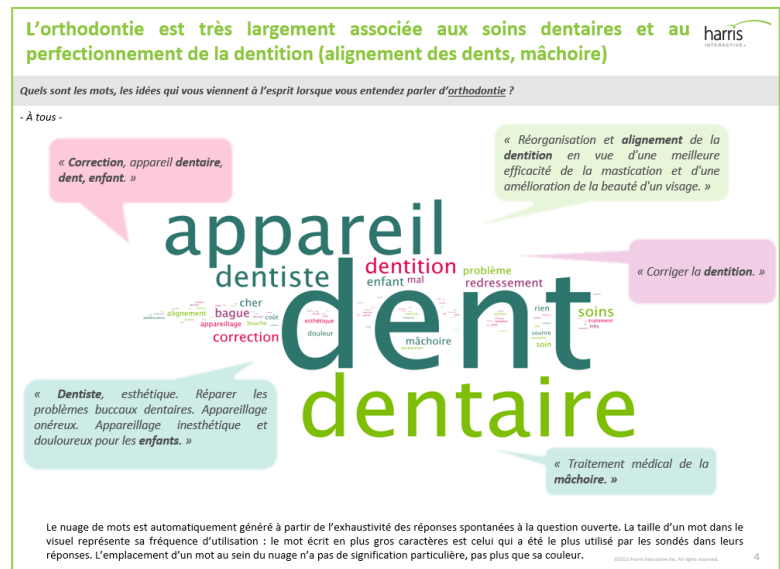 L'orthodontie est très largement associée aux soins dentaires et au
perfectionnement de la dentition (alignement des dents, mâchoire)
harris
INTERACTIVE
Quels sont les mots, les idées qui vous viennent à l'esprit lorsque vous entendez parler d'orthodontie ?
- À tous -
« Correction, appareil dentaire,
dent, enfant. »
« Réorganisation et alignement de la
dentition en vue d'une meilleure
efficacité de la mastication et d'une
amélioration de la beauté d'un visage. »
« Corriger la dentition. »
appareil
dentiste
dentition
problème
enfant
mal
redressement
cher
alignement
bague
coût
appareillage
bouche
esthétique
correction
douleur
dent
mâchoire
rien
sourire
soin
soins
traitement
très
dentaire
« Dentiste, esthétique. Réparer les
problèmes buccaux dentaires. Appareillage
onéreux. Appareillage inesthétique et
douloureux pour les enfants. »
« Traitement médical de la
mâchoire. »
Le nuage de mots est automatiquement généré à partir de l'exhaustivité des réponses spontanées à la question ouverte. La taille d'un mot dans le
visuel représente sa fréquence d'utilisation : le mot écrit en plus gros caractères est celui qui a été le plus utilisé par les sondés dans leurs
réponses. L'emplacement d'un mot au sein du nuage n'a pas de signification particulière, pas plus que sa couleur.
Harris Interactive Inc. All rights reserved.
4